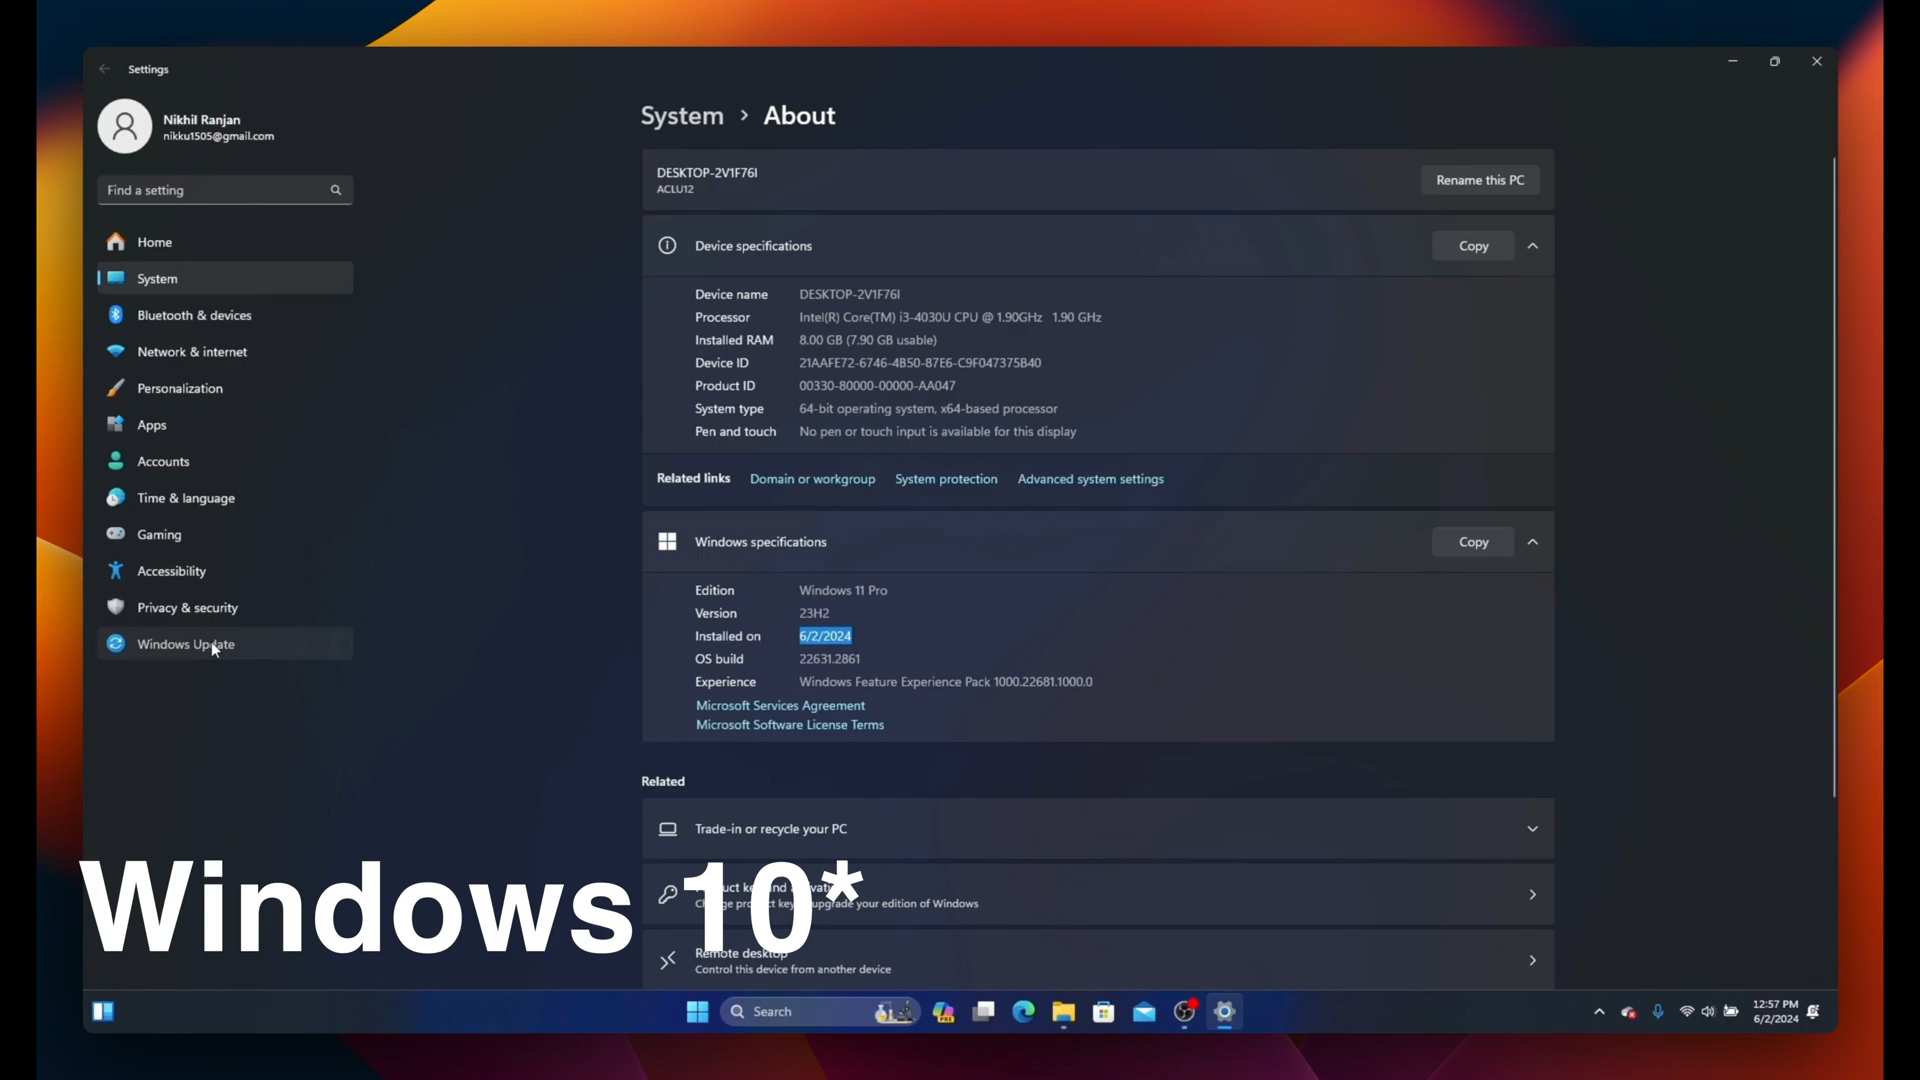 Settings
Nikhil Ranjan
nikku1505@gmail.com
Find a setting
Home
System
Bluetooth & devices
Network & internet
Personalization
Apps
Accounts
Time & language
Gaming
Accessibility
Privacy & security
Windows Update
System > About
DESKTOP-2V1F76I
ACLU12
Rename this PC
Device specifications
Copy
Device name DESKTOP-2V1F76I
Processor Intel(R) Core(TM) i3-4030U CPU @ 1.90GHz 1.90 GHz
Installed RAM 8.00 GB (7.90 GB usable)
Device ID 21AAFE72-6746-4B50-87E6-C9F047375B40
Product ID 00330-80000-00000-AA047
System type 64-bit operating system, x64-based processor
Pen and touch No pen or touch input is available for this display
Related links Domain or workgroup System protection Advanced system settings
Windows specifications
Copy
Edition Windows 11 Pro
Version 23H2
Installed on 6/2/2024
OS build 22631.2861
Experience Windows Feature Experience Pack 1000.22681.1000.0
Microsoft Services Agreement
Microsoft Software License Terms
Related
Trade-in or recycle your PC
key and
upgrade your edition of Windows
Remote desktop
Control this device from another device
Windows 10*
Search
PRE
12:57 PM
6/2/2024